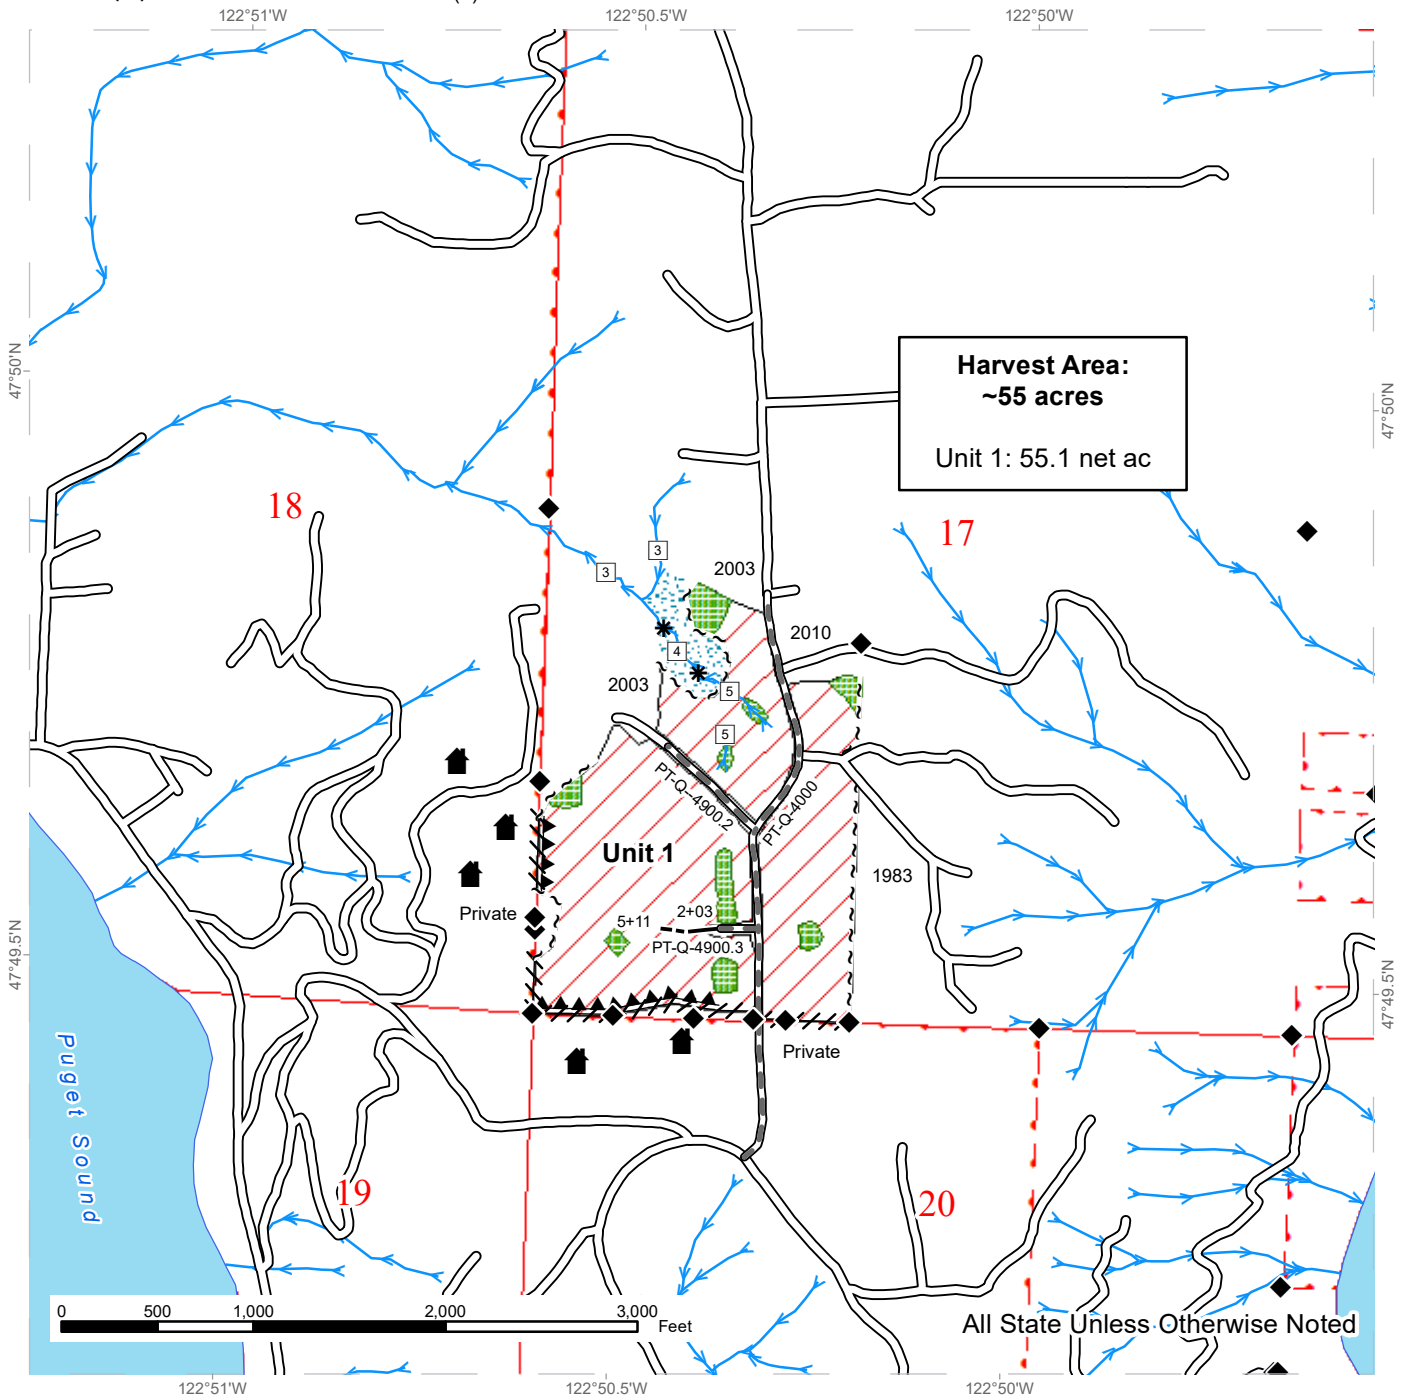 122°51'W
122°50.5'W
122°50'W
47°50'N
47°50'N
Harvest Area:
~55 acres
Unit 1: 55.1 net ac
18
17
3
3
2003
2010
4
5
2003
5
PT-Q--4900.2
PT-Q-4000
Unit 1
1983
Private
2+03
5+11
PT-Q-4900.3
47°49.5'N
47°49.5'N
Private
Puget Sound
19
20
0
500
1,000
2,000
3,000
Feet
All State Unless Otherwise Noted
122°51'W
122°50.5'W
122°50'W